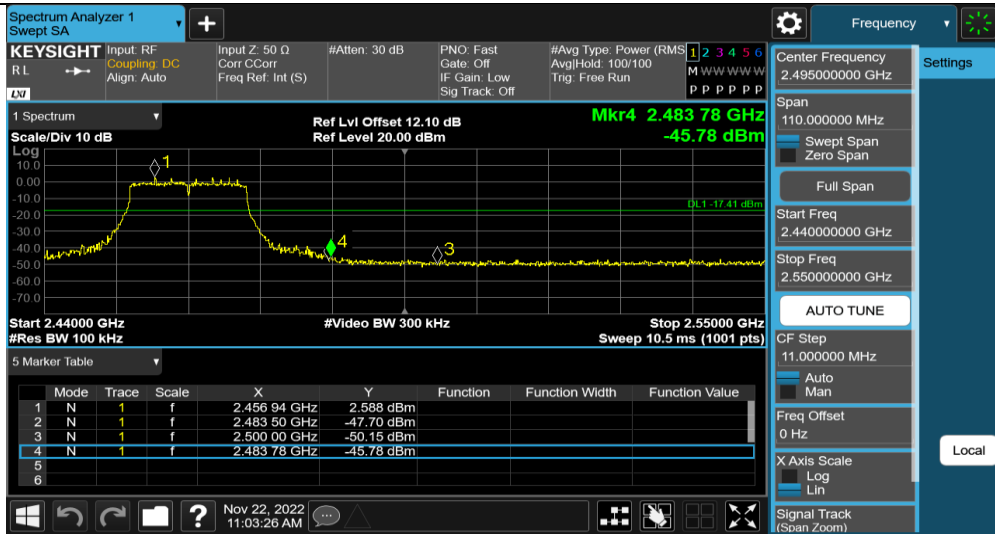 Spectrum Analyzer 1
Swept SA
+
Frequency
KEYSIGHT
RL
LXI
Input: RF
Coupling: DC
Align: Auto
Input Z: 50 Ω
Corr CCorr
Freq Ref: Int (S)
#Atten: 30 dB
PNO: Fast
Gate: Off
IF Gain: Low
Sig Track: Off
#Avg Type: Power (RMS
Avg|Hold: 100/100
Trig: Free Run
1 2 3 4 5 6
M W W W W W
P P P P P P
1 Spectrum
Scale/Div 10 dB
Ref Lvl Offset 12.10 dB
Ref Level 20.00 dBm
Mkr4 2.483 78 GHz
-45.78 dBm
Log
10.0
0.00
-10.0
-20.0
-30.0
-40.0
-50.0
-60.0
-70.0
1
4
3
DL1 -17.41 dBm
Start 2.44000 GHz
#Video BW 300 kHz
Stop 2.55000 GHz
#Res BW 100 kHz
Sweep 10.5 ms (1001 pts)
5 Marker Table
Mode Trace Scale X Y Function Function Width Function Value
1 N 1 f 2.456 94 GHz 2.588 dBm
2 N 1 f 2.483 50 GHz -47.70 dBm
3 N 1 f 2.500 00 GHz -50.15 dBm
4 N 1 f 2.483 78 GHz -45.78 dBm
5
6
?
Nov 22, 2022
11:03:26 AM
Center Frequency
2.495000000 GHz
Span
110.000000 MHz
Swept Span
Zero Span
Full Span
Start Freq
2.440000000 GHz
Stop Freq
2.550000000 GHz
AUTO TUNE
CF Step
11.000000 MHz
Auto
Man
Freq Offset
0 Hz
X Axis Scale
Log
Lin
Signal Track
(Span Zoom)
Settings
Local